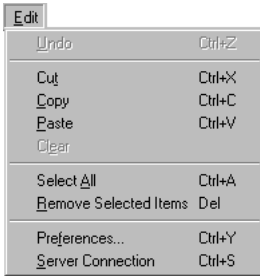 Edit
Undo Ctrl+Z
Cut Ctrl+X
Copy Ctrl+C
Paste Ctrl+V
Clear
Select All Ctrl+A
Remove Selected Items Del
Preferences... Ctrl+Y
Server Connection Ctrl+S